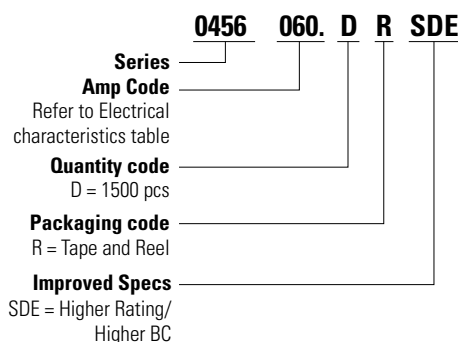 0456 060. D R SDE
Series
Amp Code
Refer to Electrical
characteristics table
Quantity code
D = 1500 pcs
Packaging code
R = Tape and Reel
Improved Specs
SDE = Higher Rating/
Higher BC